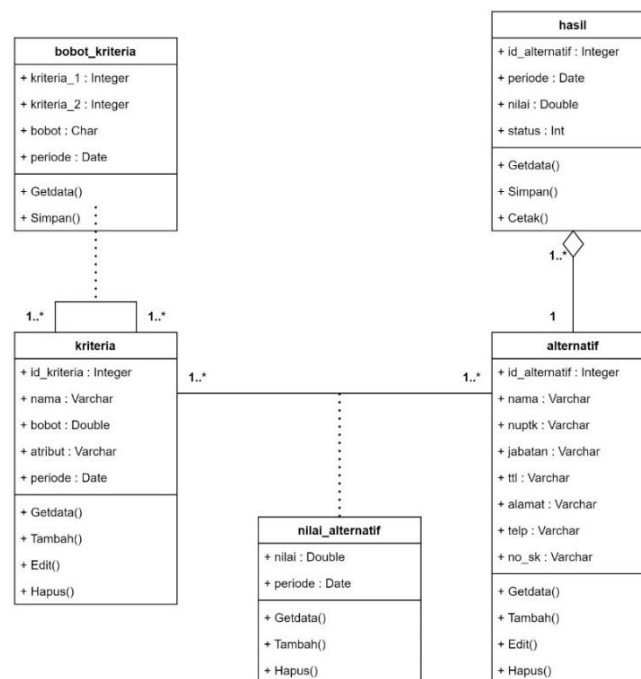 bobot_kriteria
+ kriteria_1 : Integer
+ kriteria_2 : Integer
+ bobot : Char
+ periode : Date
+ Getdata()
+ Simpan()
hasil
+ id_alternatif : Integer
+ periode : Date
+ nilai : Double
+ status : Int
+ Getdata()
+ Simpan()
+ Cetak()
1..*
1
1..*
1..*
kriteria
+ id_kriteria : Integer
+ nama : Varchar
+ bobot : Double
+ atribut : Varchar
+ periode : Date
+ Getdata()
+ Tambah()
+ Edit()
+ Hapus()
1..*
1..*
alternatif
+ id_alternatif : Integer
+ nama : Varchar
+ nuptk : Varchar
+ jabatan : Varchar
+ ttl : Varchar
+ alamat : Varchar
+ telp : Varchar
+ no_sk : Varchar
+ Getdata()
+ Tambah()
+ Edit()
+ Hapus()
nilai_alternatif
+ nilai : Double
+ periode : Date
+ Getdata()
+ Tambah()
+ Hapus()